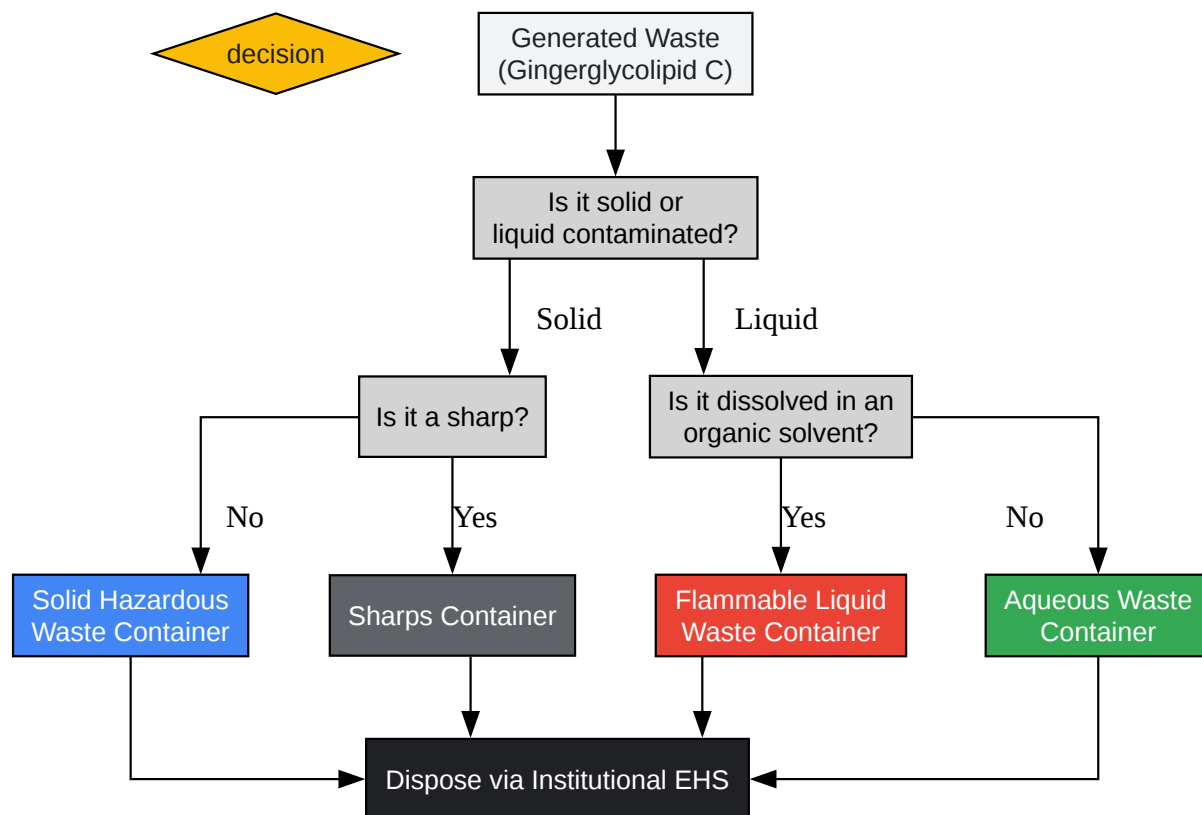 decision
Generated Waste
(Gingerglycolipid C)
Is it solid or
liquid contaminated?
Solid
Liquid
Is it a sharp?
Is it dissolved in an
organic solvent?
No
Yes
Yes
No
Solid Hazardous
Waste Container
Sharps Container
Flammable Liquid
Waste Container
Aqueous Waste
Container
Dispose via Institutional EHS